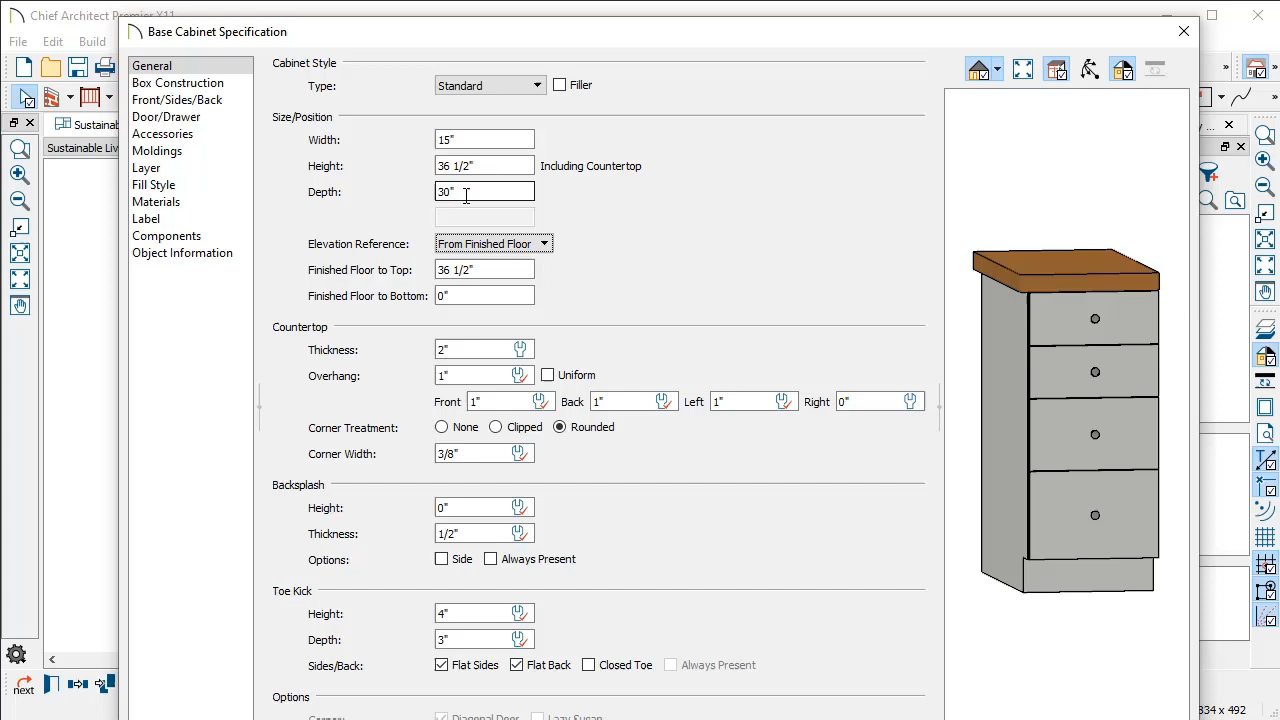 Chief Architect Premier X11
File Edit Build
Base Cabinet Specification
General
Box Construction
Front/Sides/Back
Door/Drawer
Accessories
Moldings
Layer
Fill Style
Materials
Label
Components
Object Information
Sustainab
Sustainable Liv
Cabinet Style
Type: Standard Filler
Size/Position
Width: 15"
Height: 36 1/2" Including Countertop
Depth: 30"
Elevation Reference: From Finished Floor
Finished Floor to Top: 36 1/2"
Finished Floor to Bottom: 0"
Countertop
Thickness: 2"
Overhang: 1" Uniform
Front 1" Back 1" Left 1" Right 0"
Corner Treatment: None Clipped Rounded
Corner Width: 3/8"
Backsplash
Height: 0"
Thickness: 1/2"
Options: Side Always Present
Toe Kick
Height: 4"
Depth: 3"
Sides/Back: Flat Sides Flat Back Closed Toe Always Present
Options
Corner: Diagonal Door Lazy Susan
next
334 x 492